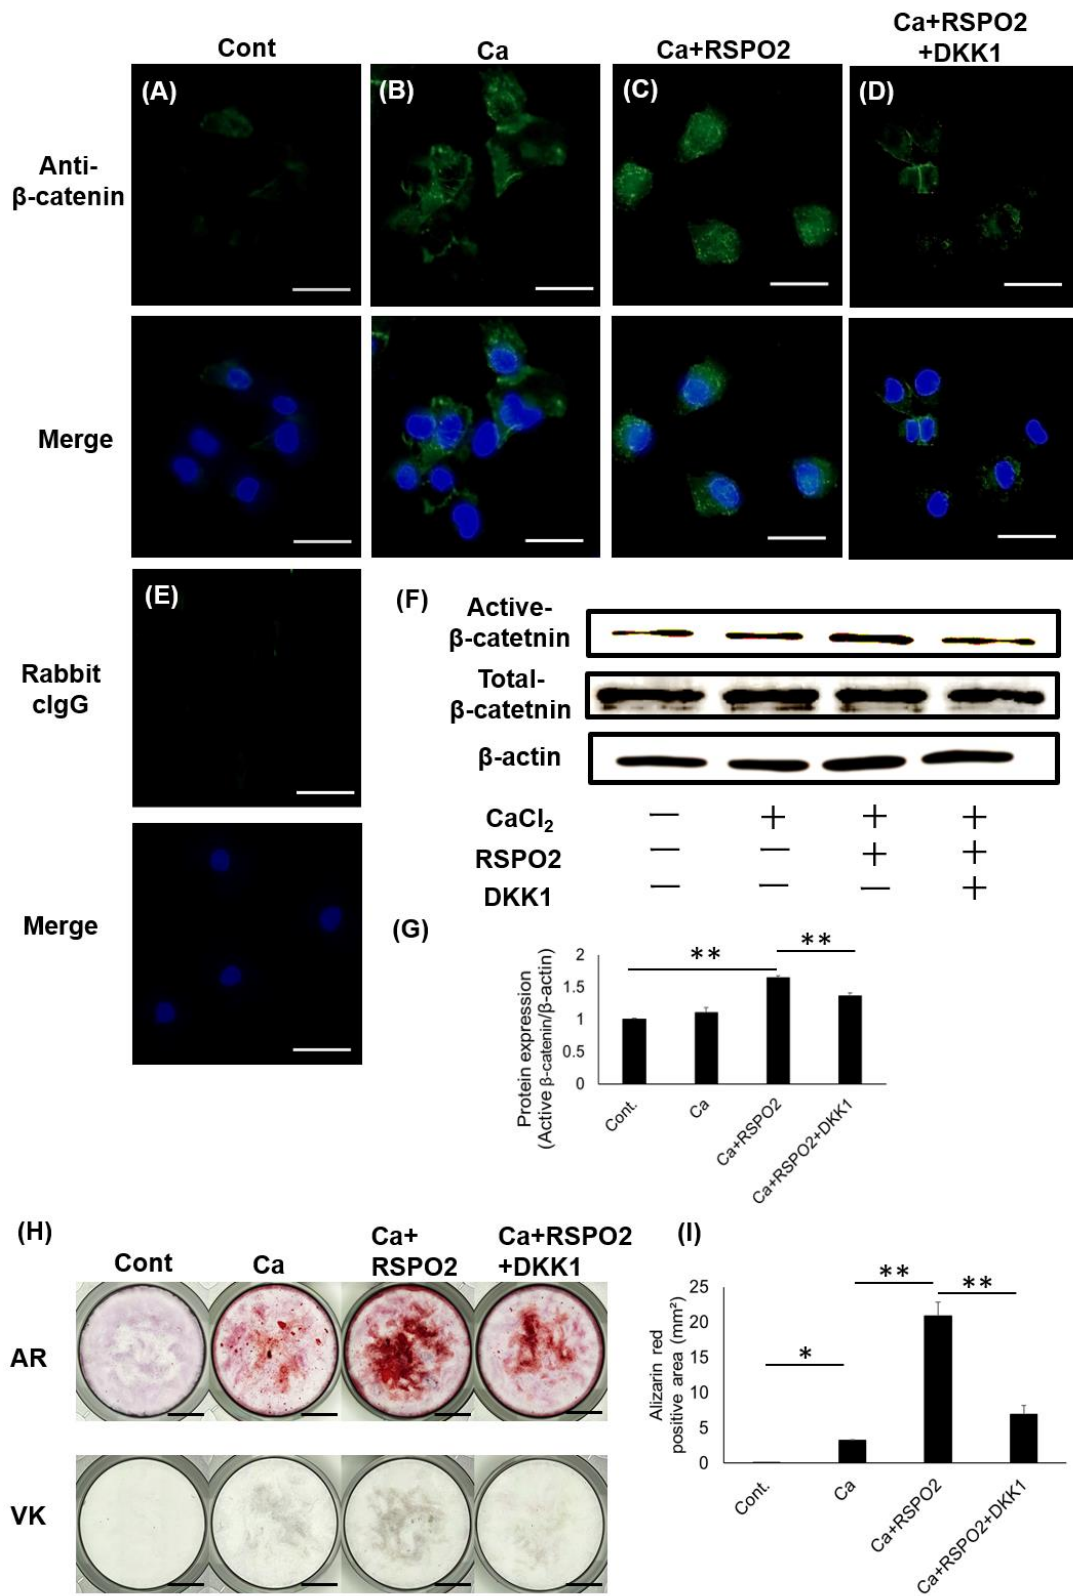 Cont
Ca
Ca+RSPO2
Ca+RSPO2
+DKK1
(A)
(B)
(C)
(D)
Anti-
β-catenin
Merge
(E)
Rabbit
cIgG
Merge
(F)
Active-
β-catetnin
Total-
β-catetnin
β-actin
CaCl₂ — + + +
RSPO2 — — + +
DKK1 — — — +
(G)
Protein expression
(Active β-catenin/β-actin)
2
1.5
1
0.5
0
** **
Cont.
Ca
Ca+RSPO2
Ca+RSPO2+DKK1
(H)
Cont
Ca
Ca+
RSPO2
Ca+RSPO2
+DKK1
AR
VK
(I)
Alizarin red
positive area (mm²)
25
20
15
10
5
0
* ** **
Cont.
Ca
Ca+RSPO2
Ca+RSPO2+DKK1